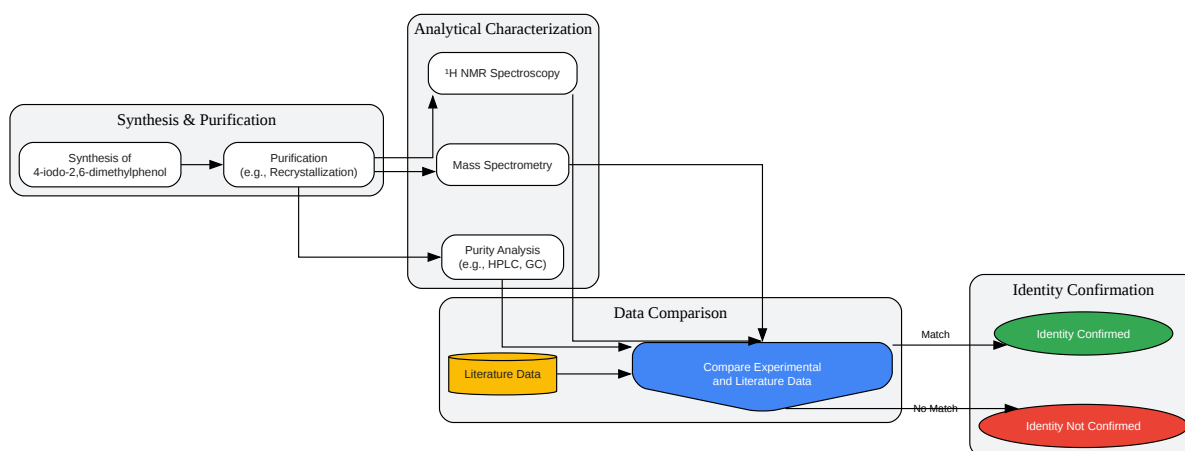 Analytical Characterization
¹H NMR Spectroscopy
Synthesis & Purification
Synthesis of
4-iodo-2,6-dimethylphenol
Purification
(e.g., Recrystallization)
Mass Spectrometry
Purity Analysis
(e.g., HPLC, GC)
Data Comparison
Literature Data
Compare Experimental
and Literature Data
Match
No Match
Identity Confirmation
Identity Confirmed
Identity Not Confirmed